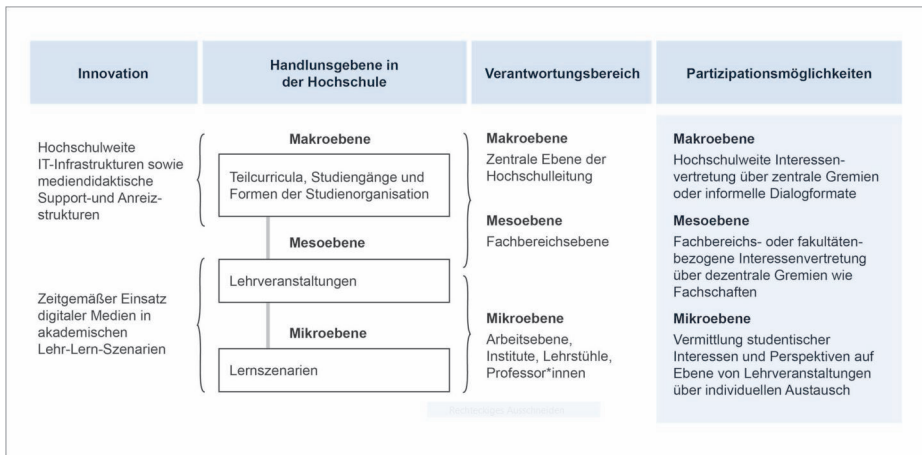 Innovation
Handlunsgebene in
der Hochschule
Verantwortungsbereich
Partizipationsmöglichkeiten
Hochschulweite
IT-Infrastrukturen sowie
mediendidaktische
Support-und Anreiz-
strukturen
Zeitgemäßer Einsatz
digitaler Medien in
akademischen
Lehr-Lern-Szenarien
Makroebene
Teilcurricula, Studiengänge und
Formen der Studienorganisation
Mesoebene
Lehrveranstaltungen
Mikroebene
Lernszenarien
Makroebene
Zentrale Ebene der
Hochschulleitung
Mesoebene
Fachbereichsebene
Mikroebene
Arbeitsebene,
Institute, Lehrstühle,
Professor*innen
Makroebene
Hochschulweite Interessen-
vertretung über zentrale Gremien
oder informelle Dialogformate
Mesoebene
Fachbereichs- oder fakultäten-
bezogene Interessenvertretung
über dezentrale Gremien wie
Fachschaften
Mikroebene
Vermittlung studentischer
Interessen und Perspektiven auf
Ebene von Lehrveranstaltungen
über individuellen Austausch